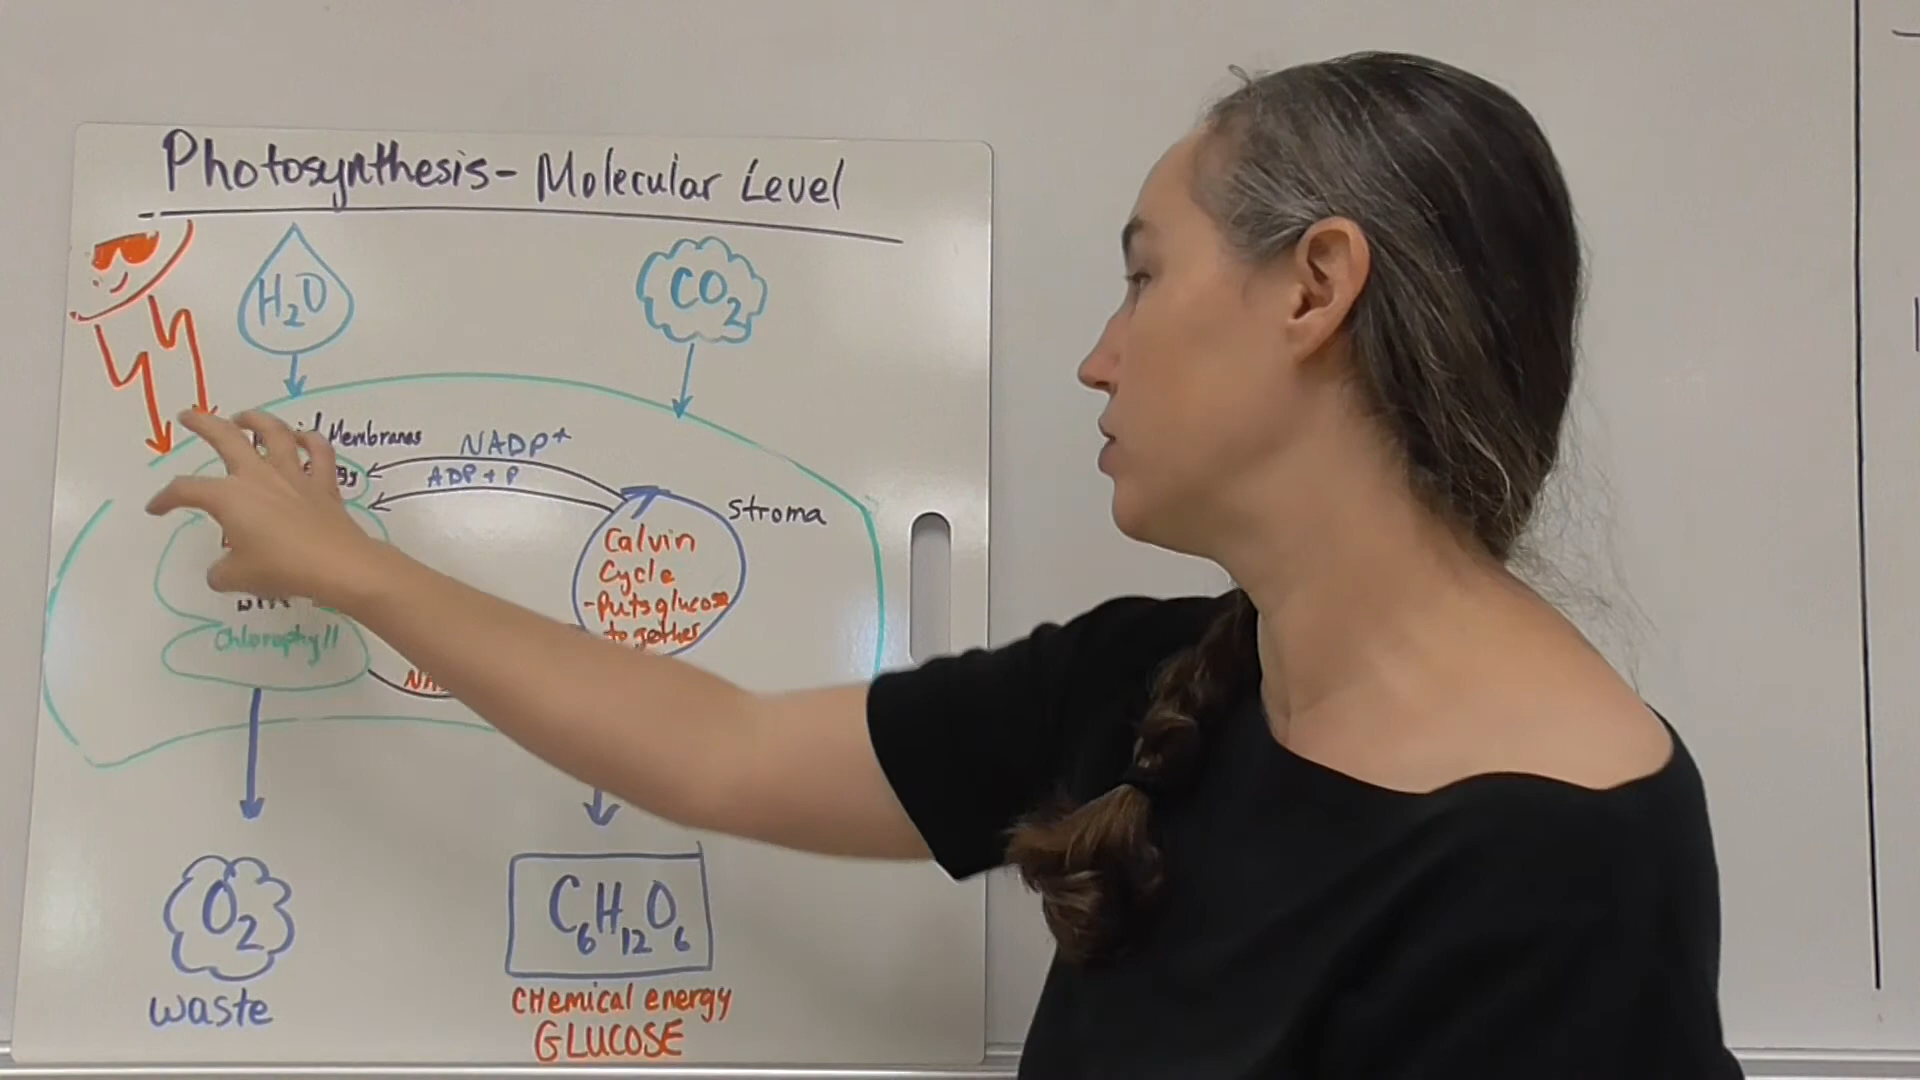 Photosynthesis - Molecular Level
H2O
CO2
Membranes
NADP+
ADP + P
stroma
Calvin
Cycle
- Puts glucose
together
Chlorophyll
O2
waste
C6H12O6
CHemical energy
GLUCOSE